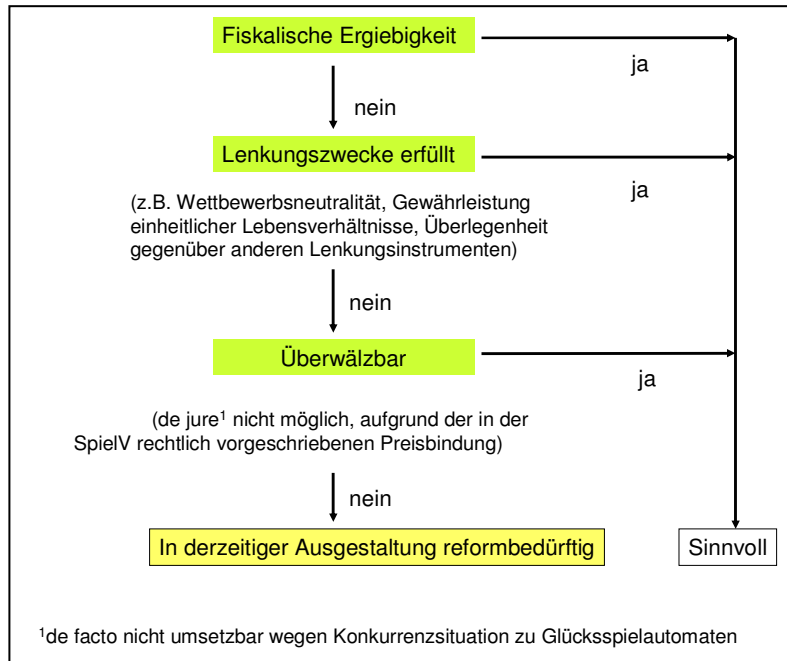 Fiskalische Ergiebigkeit
ja
nein
Lenkungszwecke erfüllt
ja
(z.B. Wettbewerbsneutralität, Gewährleistung
einheitlicher Lebensverhältnisse, Überlegenheit
gegenüber anderen Lenkungsinstrumenten)
nein
Überwälzbar
ja
(de jure¹ nicht möglich, aufgrund der in der
SpielV rechtlich vorgeschriebenen Preisbindung)
nein
In derzeitiger Ausgestaltung reformbedürftig
Sinnvoll
¹de facto nicht umsetzbar wegen Konkurrenzsituation zu Glücksspielautomaten